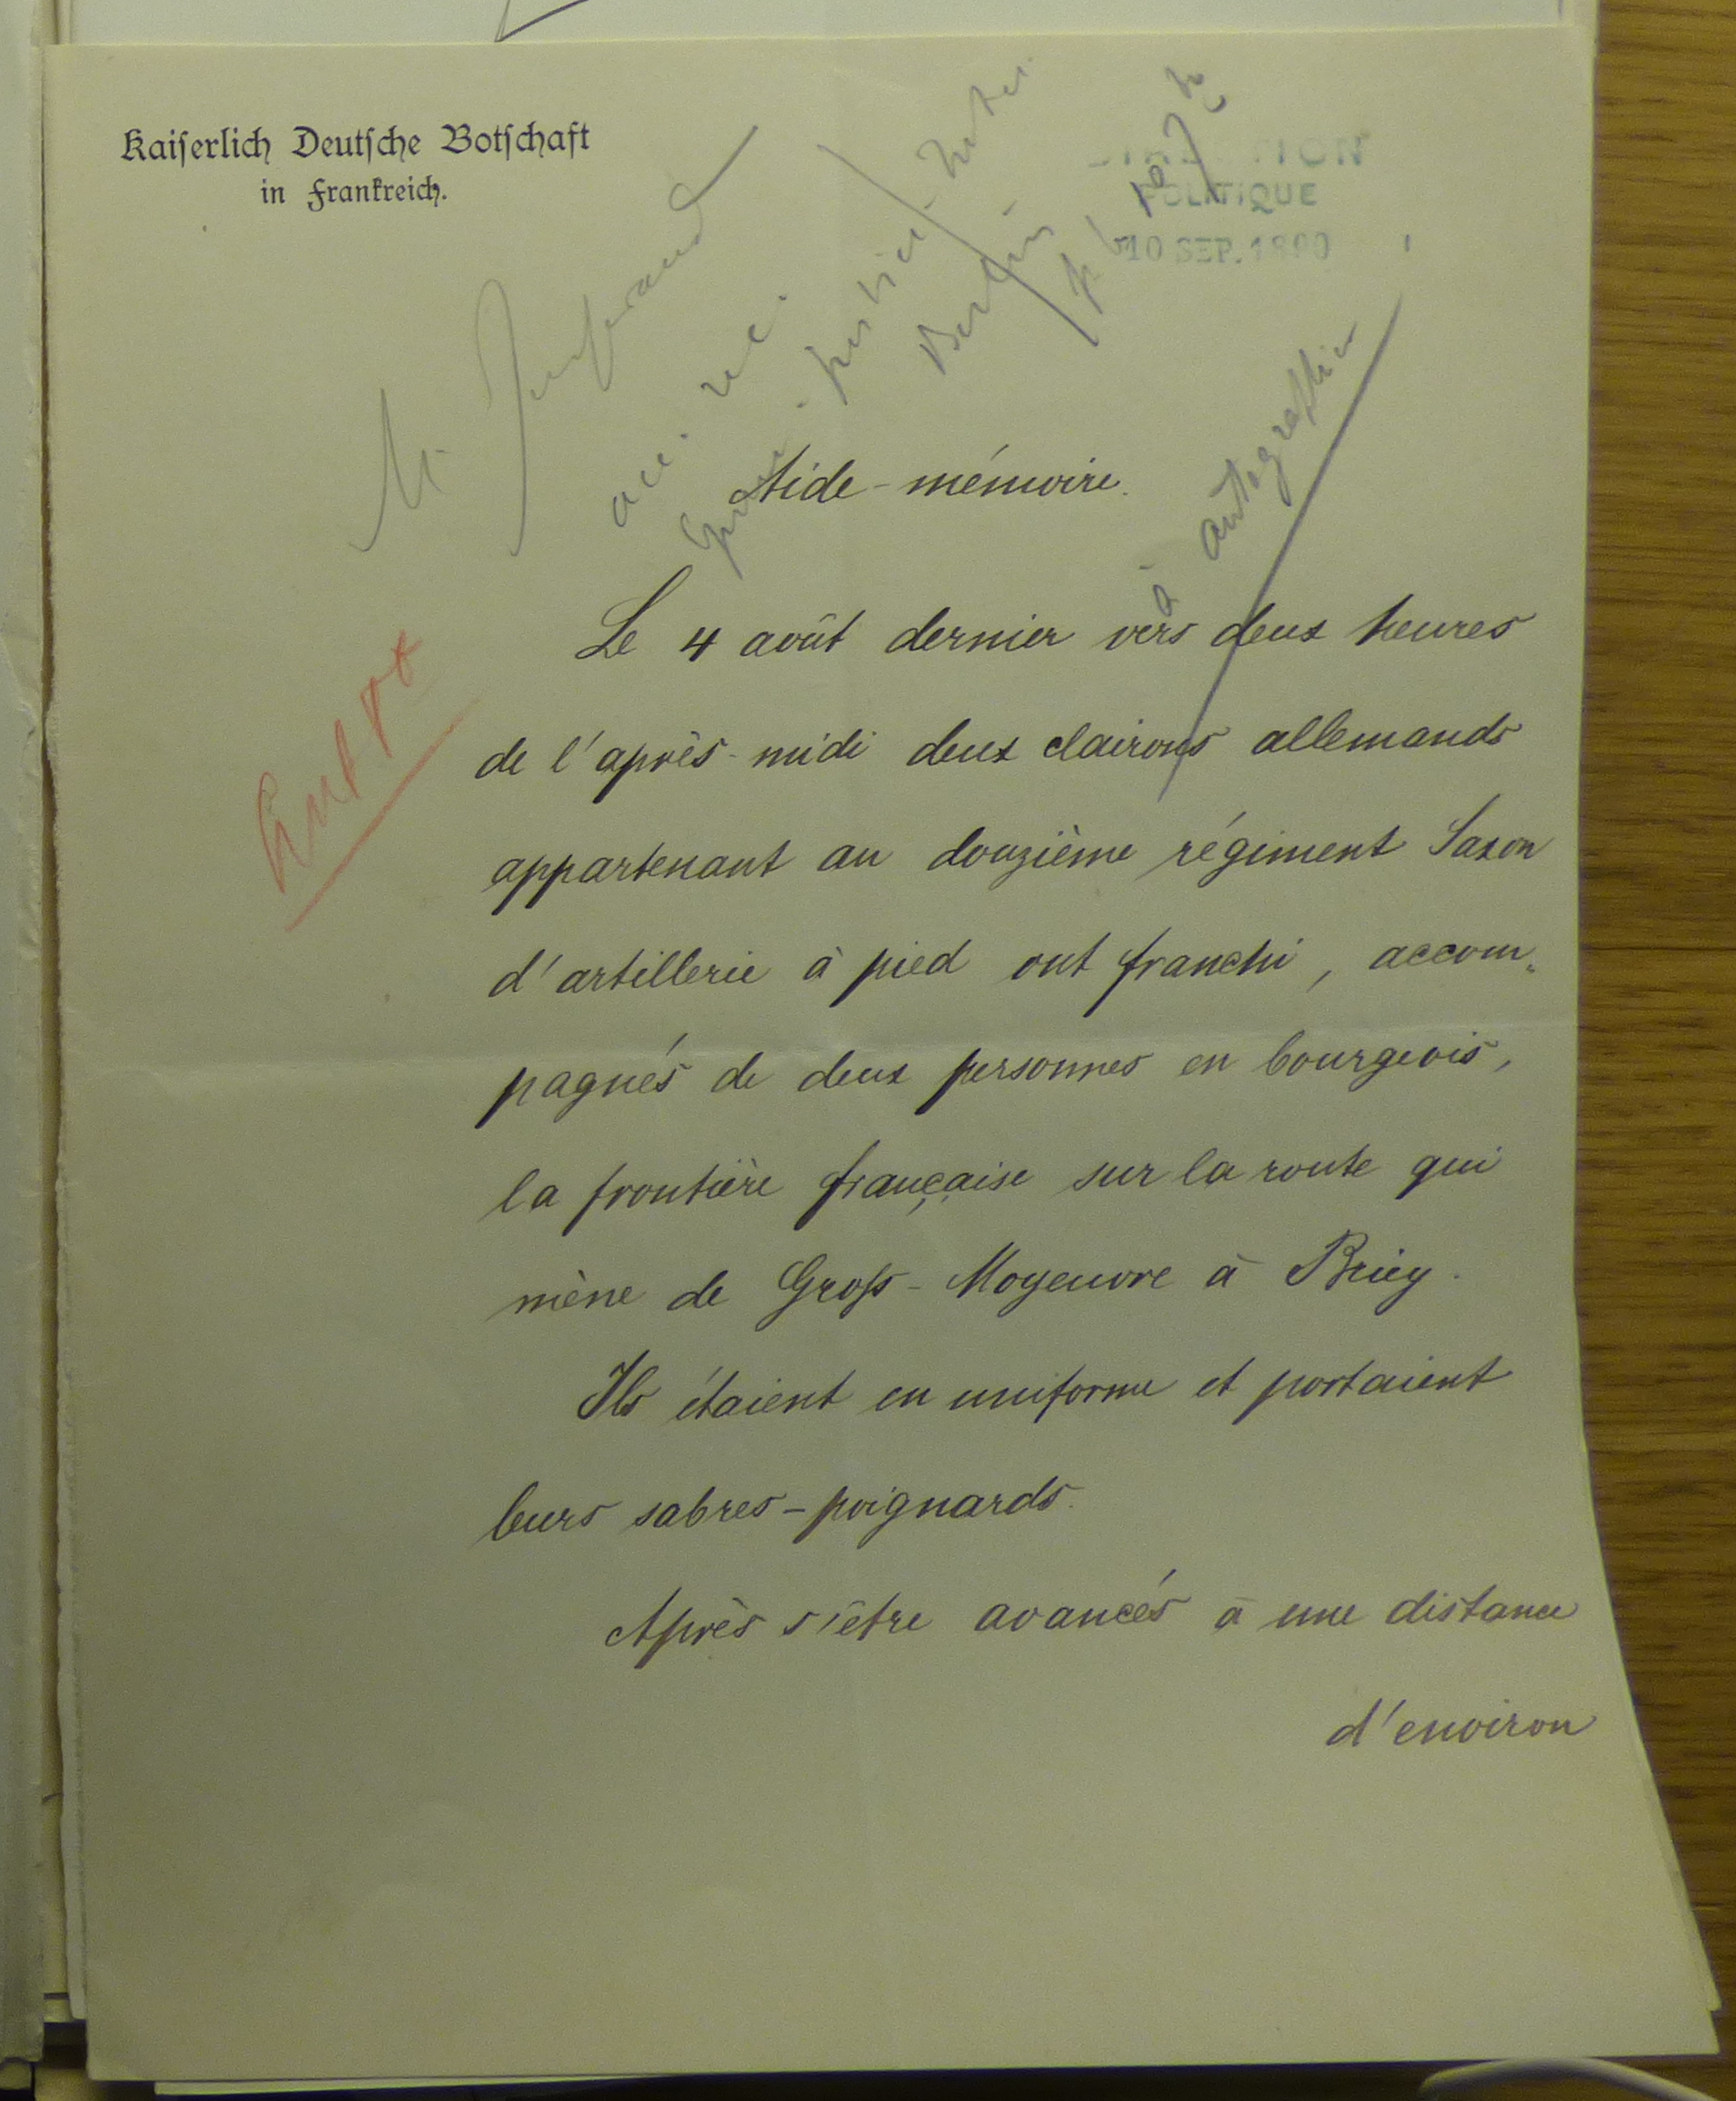 Kaiserlich Deutsche Botschaft
in Frankreich.
POLITIQUE
10 SEP.
Berlin
à autographier
Aide-mémoire.
Le 4 août dernier vers deux heures
de l'après-midi deux clairons allemands
appartenant au douzième régiment Saxon
d'artillerie à pied ont franchi, accom-
pagnés de deux personnes en bourgeois,
la frontière française sur la route qui
mène de Groß-Moyeuvre à Briey.
Ils étaient en uniforme et portaient
leurs sabres-poignards.
Après s'être avancés à une distance
d'environ